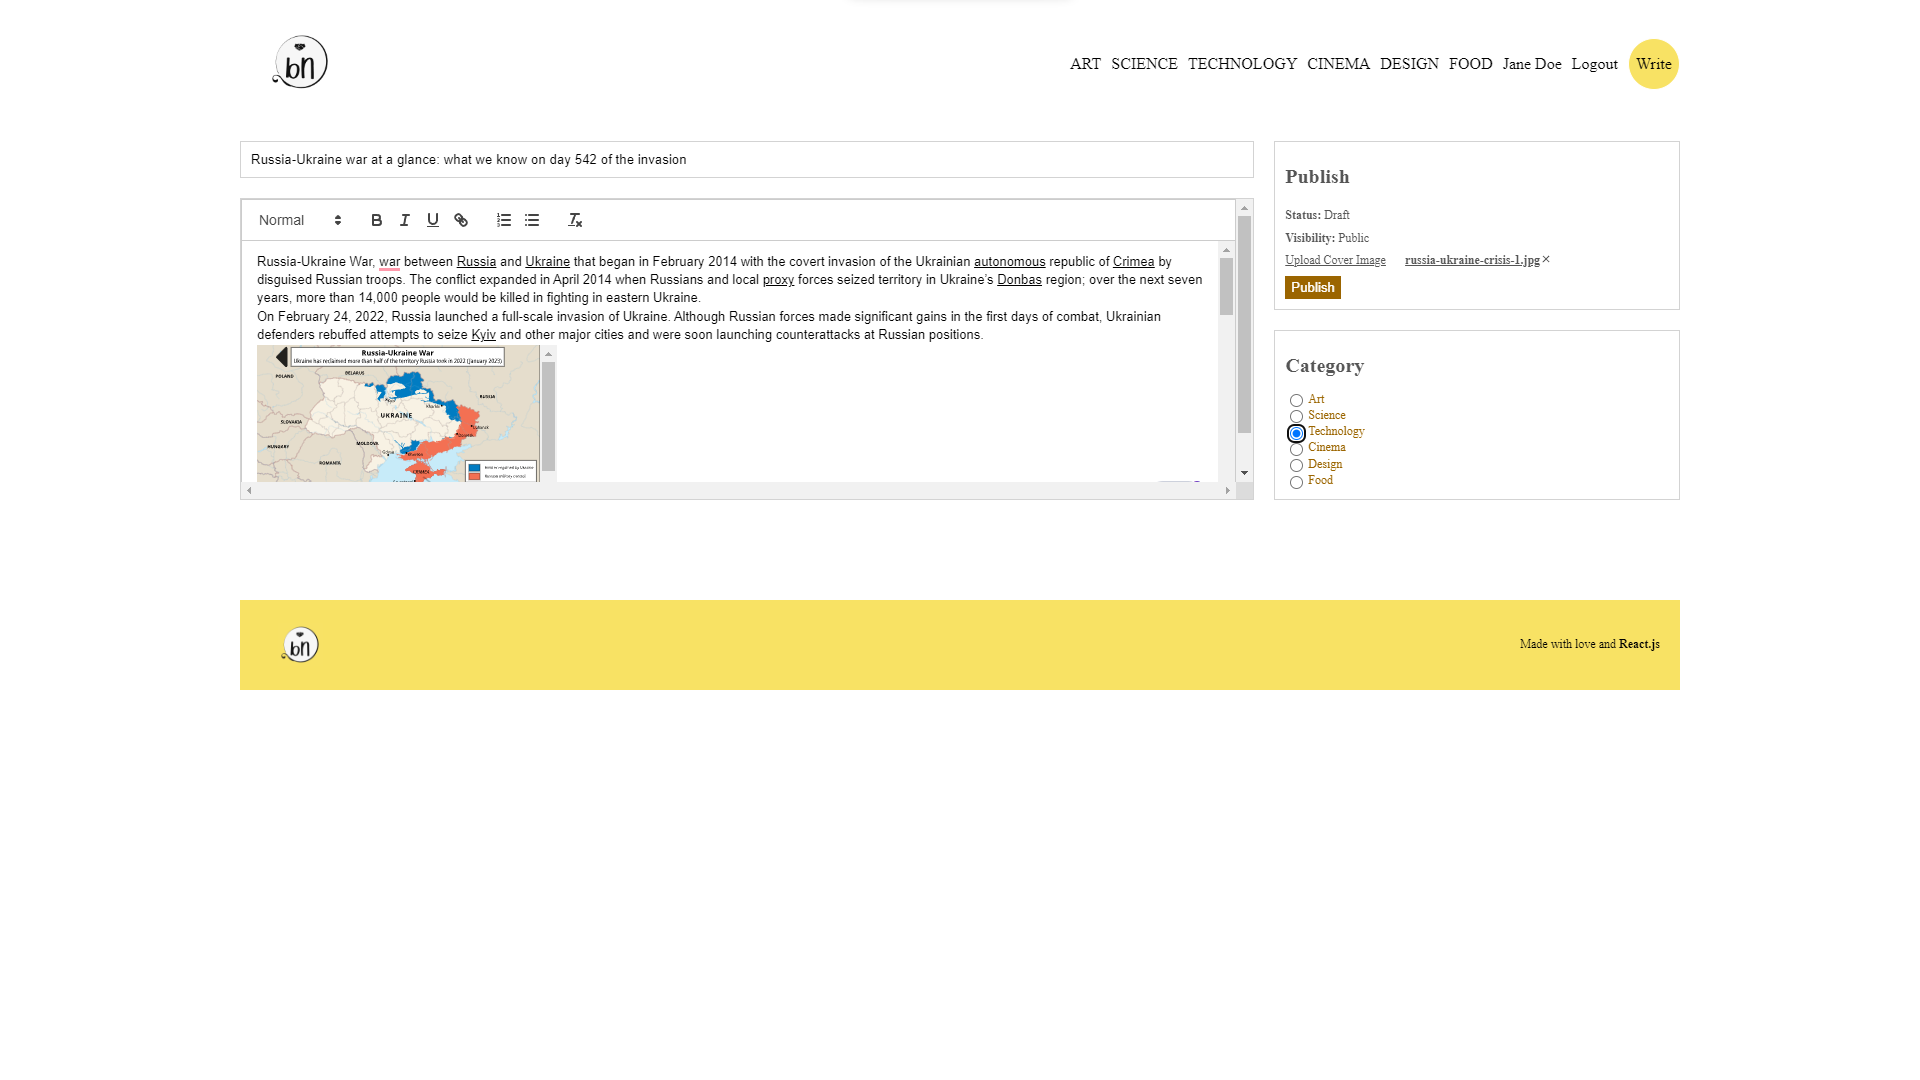 bn
ART SCIENCE TECHNOLOGY CINEMA DESIGN FOOD Jane Doe Logout Write
Russia-Ukraine war at a glance: what we know on day 542 of the invasion
Normal
Russia-Ukraine War, war between Russia and Ukraine that began in February 2014 with the covert invasion of the Ukrainian autonomous republic of Crimea by
disguised Russian troops. The conflict expanded in April 2014 when Russians and local proxy forces seized territory in Ukraine's Donbas region; over the next seven
years, more than 14,000 people would be killed in fighting in eastern Ukraine.
On February 24, 2022, Russia launched a full-scale invasion of Ukraine. Although Russian forces made significant gains in the first days of combat, Ukrainian
defenders rebuffed attempts to seize Kyiv and other major cities and were soon launching counterattacks at Russian positions.
Russia-Ukraine War
Ukraine has reclaimed more than half of the territory Russia took in 2022 (January 2023)
BELARUS
POLAND
RUSSIA
UKRAINE
SLOVAKIA
MOLDOVA
HUNGARY
ROMANIA
Publish
Status: Draft
Visibility: Public
Upload Cover Image russia-ukraine-crisis-1.jpg×
Publish
Category
Art
Science
Technology
Cinema
Design
Food
bn
Made with love and React.js